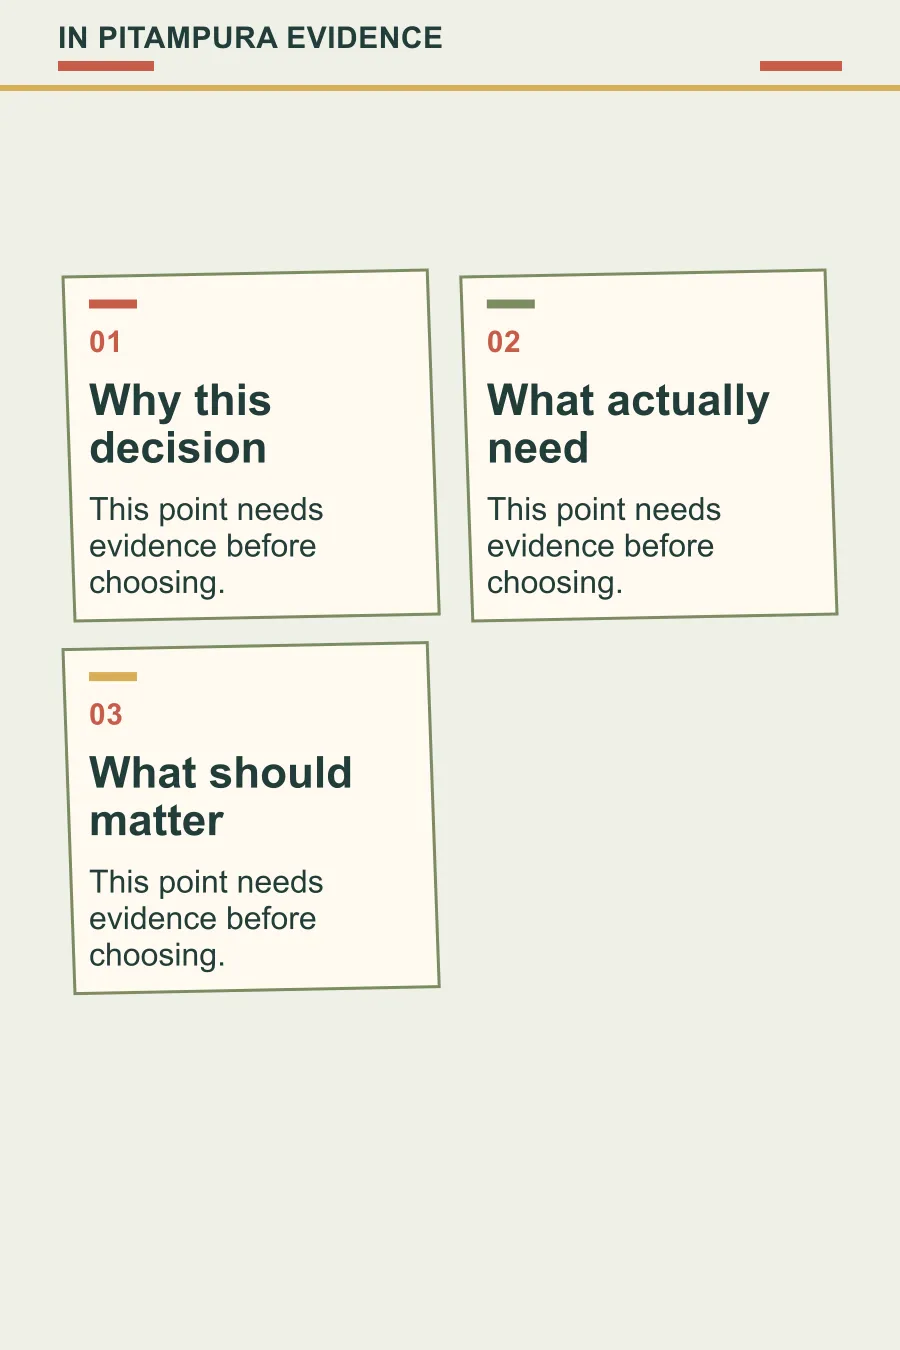 IN PITAMPURA EVIDENCE
01
Why this
decision
This point needs
evidence before
choosing.
02
What actually
need
This point needs
evidence before
choosing.
03
What should
matter
This point needs
evidence before
choosing.